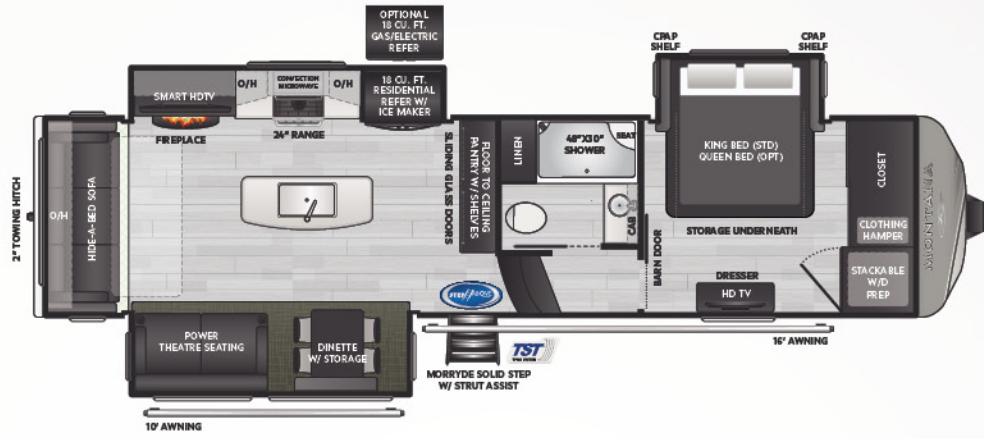 OPTIONAL
18 CU. FT.
GAS/ELECTRIC
REFER
CPAP
SHELF
CPAP
SHELF
SMART HDTV
O/H
CONVECTION
MICROWAVE
O/H
18 CU. FT.
RESIDENTIAL
REFER W/
ICE MAKER
FIREPLACE
24" RANGE
2" TOWING HITCH
O/H
HIDE-A-BED SOFA
SLIDING GLASS DOORS
FLOOR TO CEILING
PANTRY W/ SHELVES
LINEN
48"X30"
SHOWER
SEAT
CAB
KING BED (STD)
QUEEN BED (OPT)
STORAGE UNDERNEATH
CLOSET
CLOTHING
HAMPER
MONTANA
BARN DOOR
DRESSER
HD TV
STACKABLE
W/D
PREP
STEPABOVE
POWER
THEATRE SEATING
DINETTE
W/ STORAGE
TST
MORRYDE SOLID STEP
W/ STRUT ASSIST
16' AWNING
10' AWNING